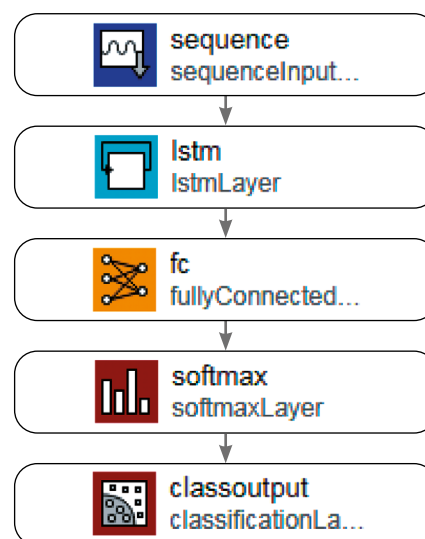 sequence
sequenceInput...
lstm
lstmLayer
fc
fullyConnected...
softmax
softmaxLayer
classoutput
classificationLa...